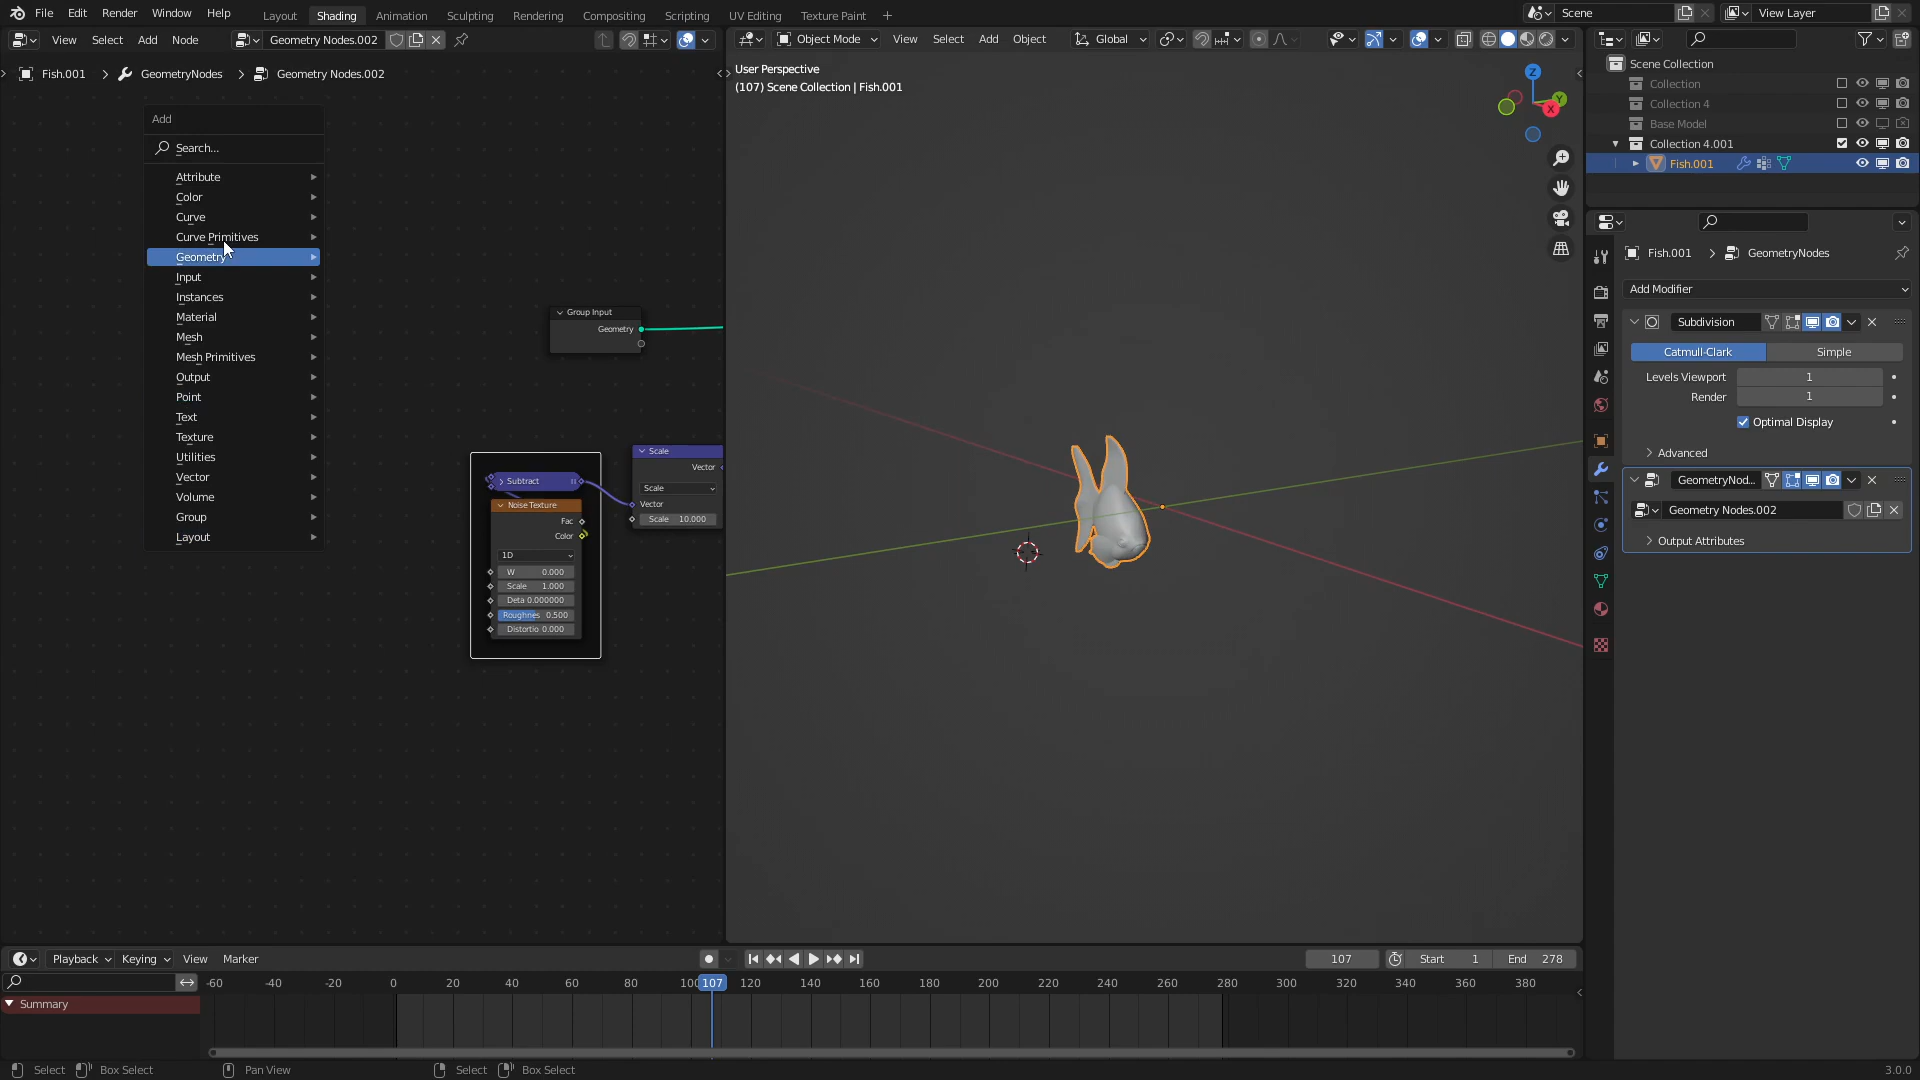 File Edit Render Window Help Layout Shading Animation Sculpting Rendering Compositing Scripting UV Editing Texture Paint + Scene View Layer
View Select Add Node Geometry Nodes.002 Object Mode View Select Add Object Global
Fish.001 > GeometryNodes > Geometry Nodes.002
Add
Search...
Attribute
Color
Curve
Curve Primitives
Geometry
Input
Instances
Material
Mesh
Mesh Primitives
Output
Point
Text
Texture
Utilities
Vector
Volume
Group
Layout
Group Input
Geometry
Subtract
Noise Texture
Fac
Color
1D
W 0.000
Scale 1.000
Deta 0.000000
Roughnes 0.500
Distortio 0.000
Scale
Vector
Scale
Vector
Scale 10.000
User Perspective
(107) Scene Collection | Fish.001
Z
Y
X
Scene Collection
Collection
Collection 4
Base Model
Collection 4.001
Fish.001
Fish.001 > GeometryNodes
Add Modifier
Subdivision
Catmull-Clark Simple
Levels Viewport 1
Render 1
Optimal Display
Advanced
GeometryNod...
Geometry Nodes.002
Output Attributes
Playback Keying View Marker 107 Start 1 End 278
-60 -40 -20 0 20 40 60 80 100 107 120 140 160 180 200 220 240 260 280 300 320 340 360 380
Summary
Select Box Select Pan View Select Box Select 3.0.0